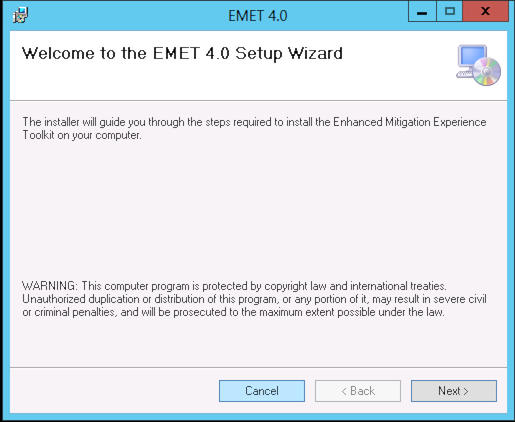 EMET 4.0
Welcome to the EMET 4.0 Setup Wizard
The installer will guide you through the steps required to install the Enhanced Mitigation Experience
Toolkit on your computer.
WARNING: This computer program is protected by copyright law and international treaties.
Unauthorized duplication or distribution of this program, or any portion of it, may result in severe civil
or criminal penalties, and will be prosecuted to the maximum extent possible under the law.
Cancel
< Back
Next >